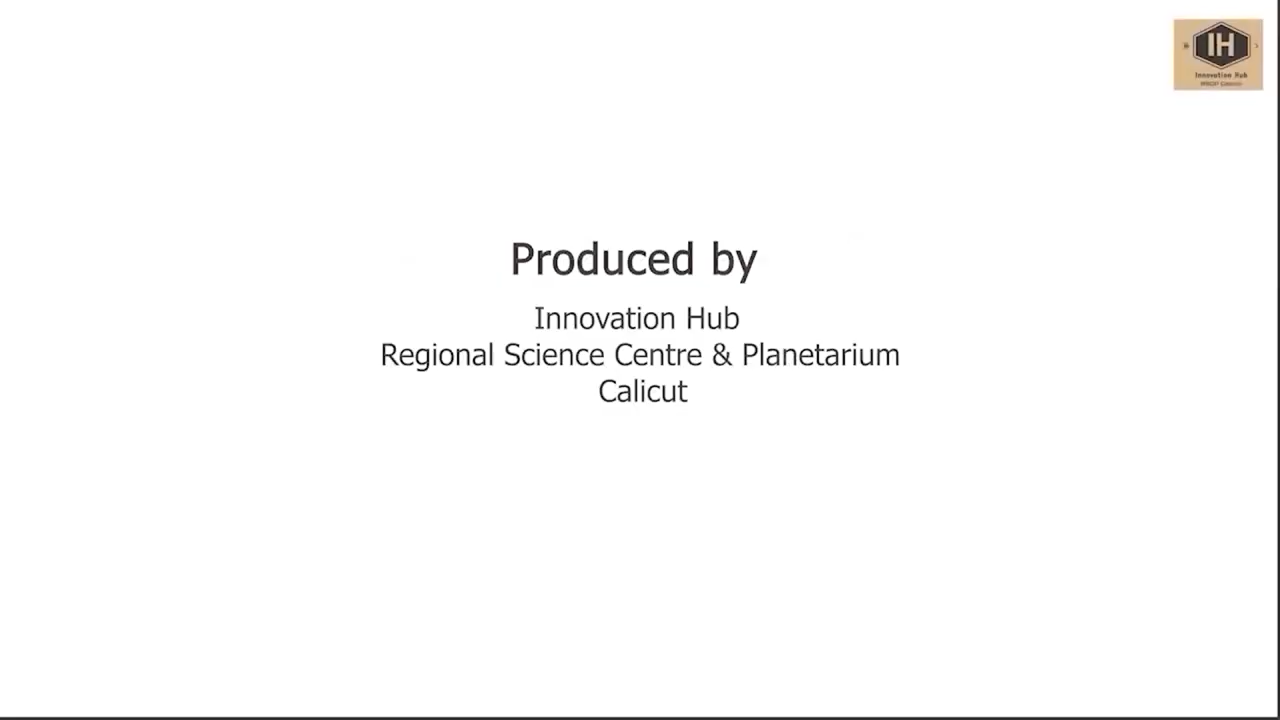 IH
Innovation Hub
Produced by
Innovation Hub
Regional Science Centre & Planetarium
Calicut